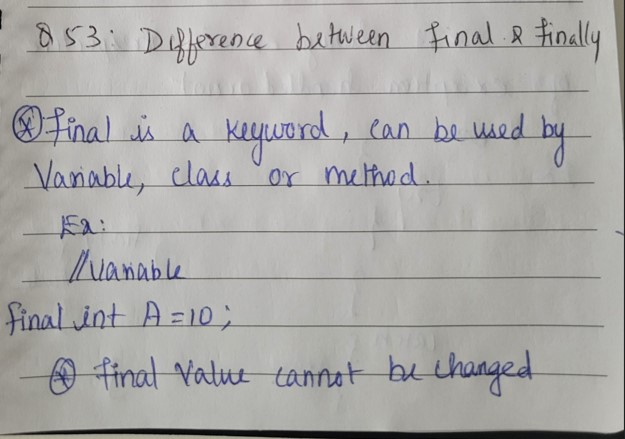 Q53: Difference between final & finally
⊛ final is a keyword, can be used by
Variable, class or method.
Ex:
//Variable
final int A=10;
⊛ final Value cannot be changed